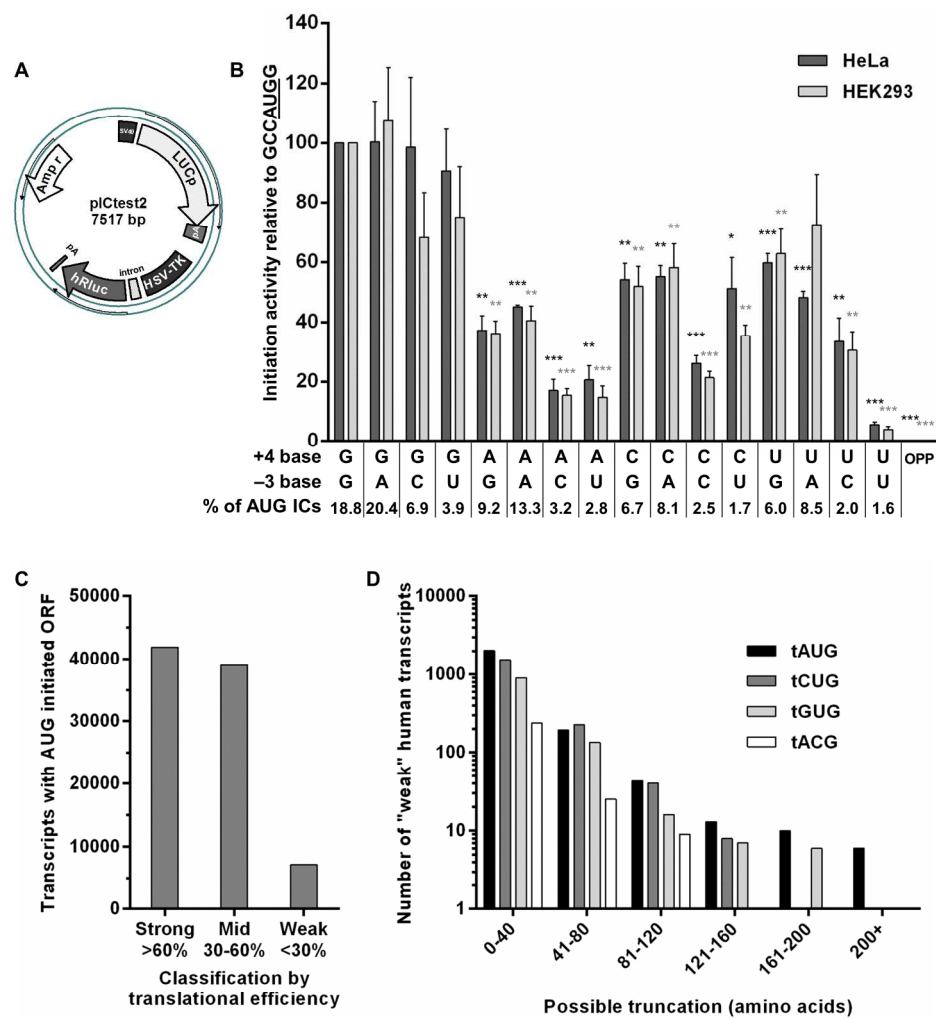 A
SV40
LUCp
Amp r
pICtest2
7517 bp
pA
pA
intron
hRluc
HSV-TK
B
Initiation activity relative to GCCAUGG
140
120
100
80
60
40
20
0
HeLa
HEK293
** ** *** ** *** *** ** *** ** ** ** ** *** *** * ** *** ** *** ** ** *** *** *** ***
+4 base G G G G A A A A C C C C U U U U OPP
–3 base G A C U G A C U G A C U G A C U
% of AUG ICs 18.8 20.4 6.9 3.9 9.2 13.3 3.2 2.8 6.7 8.1 2.5 1.7 6.0 8.5 2.0 1.6
C
Transcripts with AUG initiated ORF
50000
40000
30000
20000
10000
0
Strong Mid Weak
>60% 30-60% <30%
Classification by
translational efficiency
D
Number of "weak" human transcripts
10000
1000
100
10
1
tAUG
tCUG
tGUG
tACG
0-40 41-80 81-120 121-160 161-200 200+
Possible truncation (amino acids)